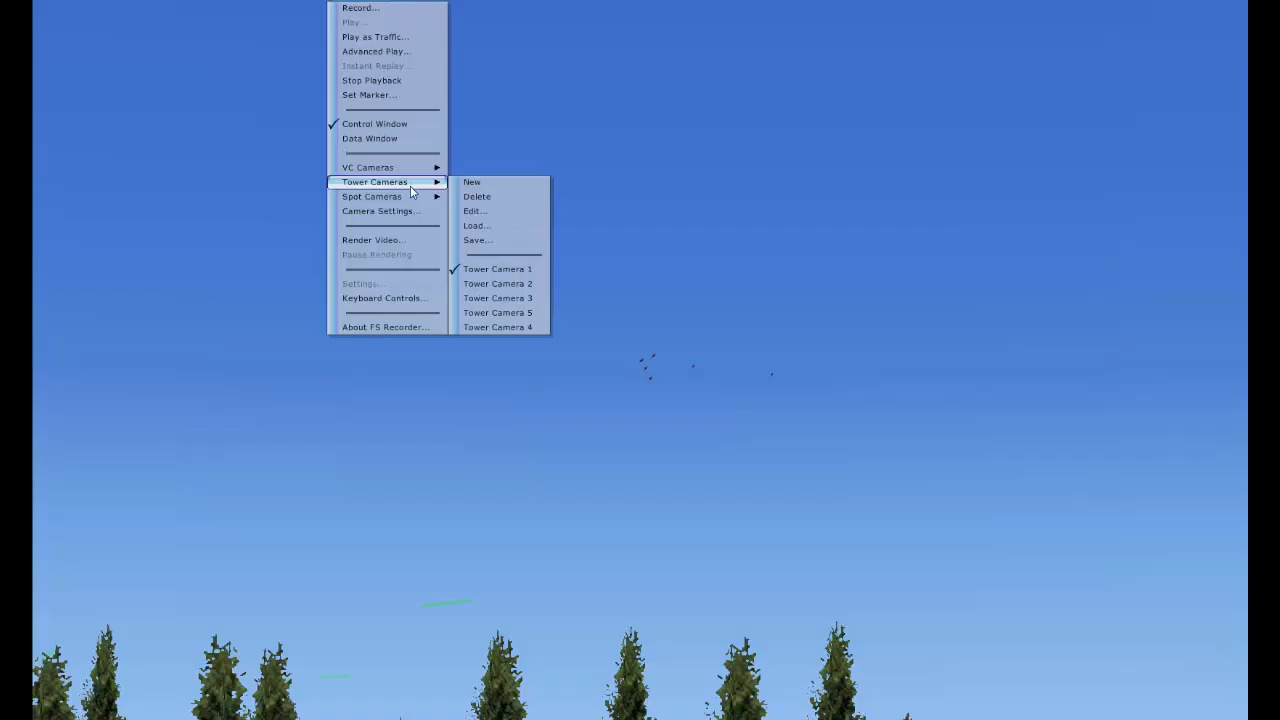 Record...
Play...
Play as Traffic...
Advanced Play...
Instant Replay...
Stop Playback
Set Marker...
Control Window
Data Window
VC Cameras
Tower Cameras
Spot Cameras
Camera Settings...
Render Video...
Pause Rendering
Settings...
Keyboard Controls...
About FS Recorder...
New
Delete
Edit...
Load...
Save...
Tower Camera 1
Tower Camera 2
Tower Camera 3
Tower Camera 5
Tower Camera 4